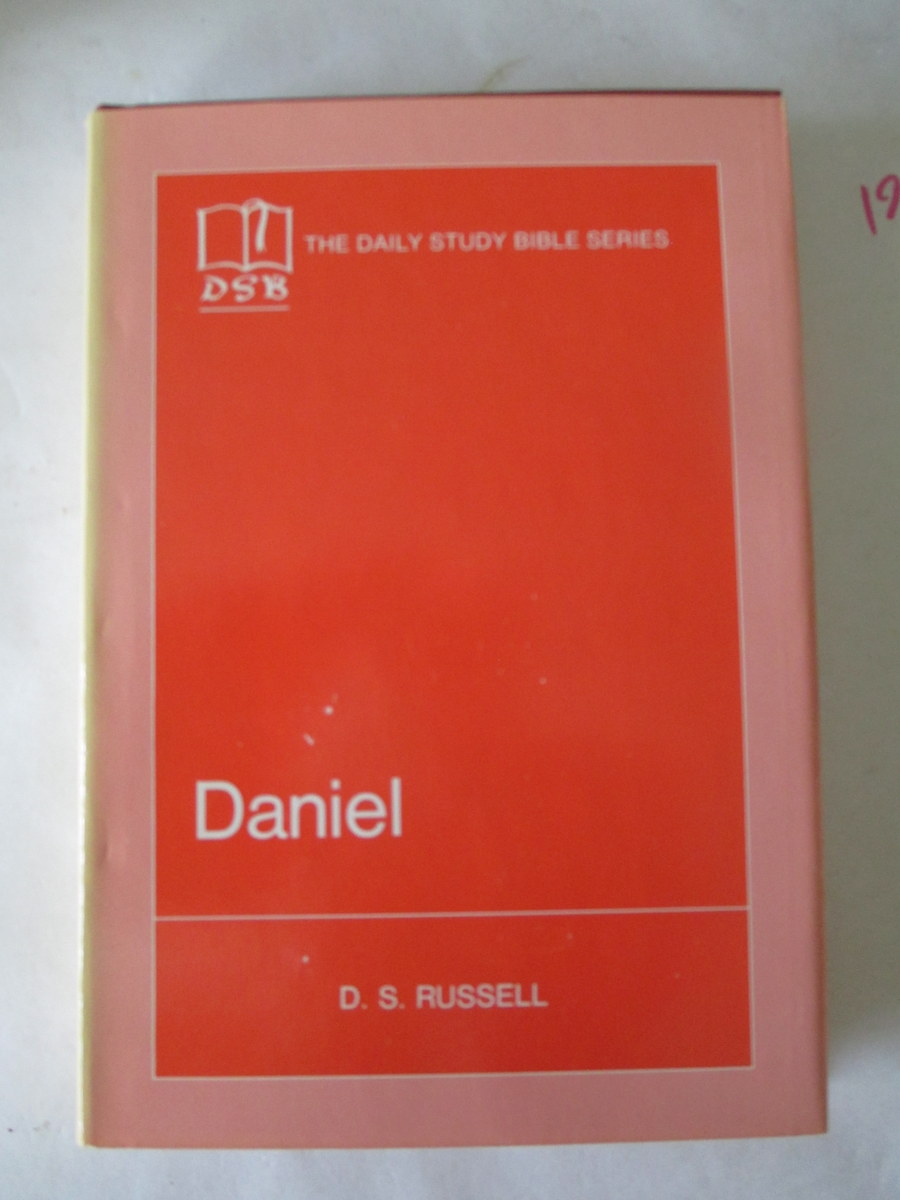 THE DAILY STUDY BIBLE SERIES
DSB
Daniel
D. S. RUSSELL